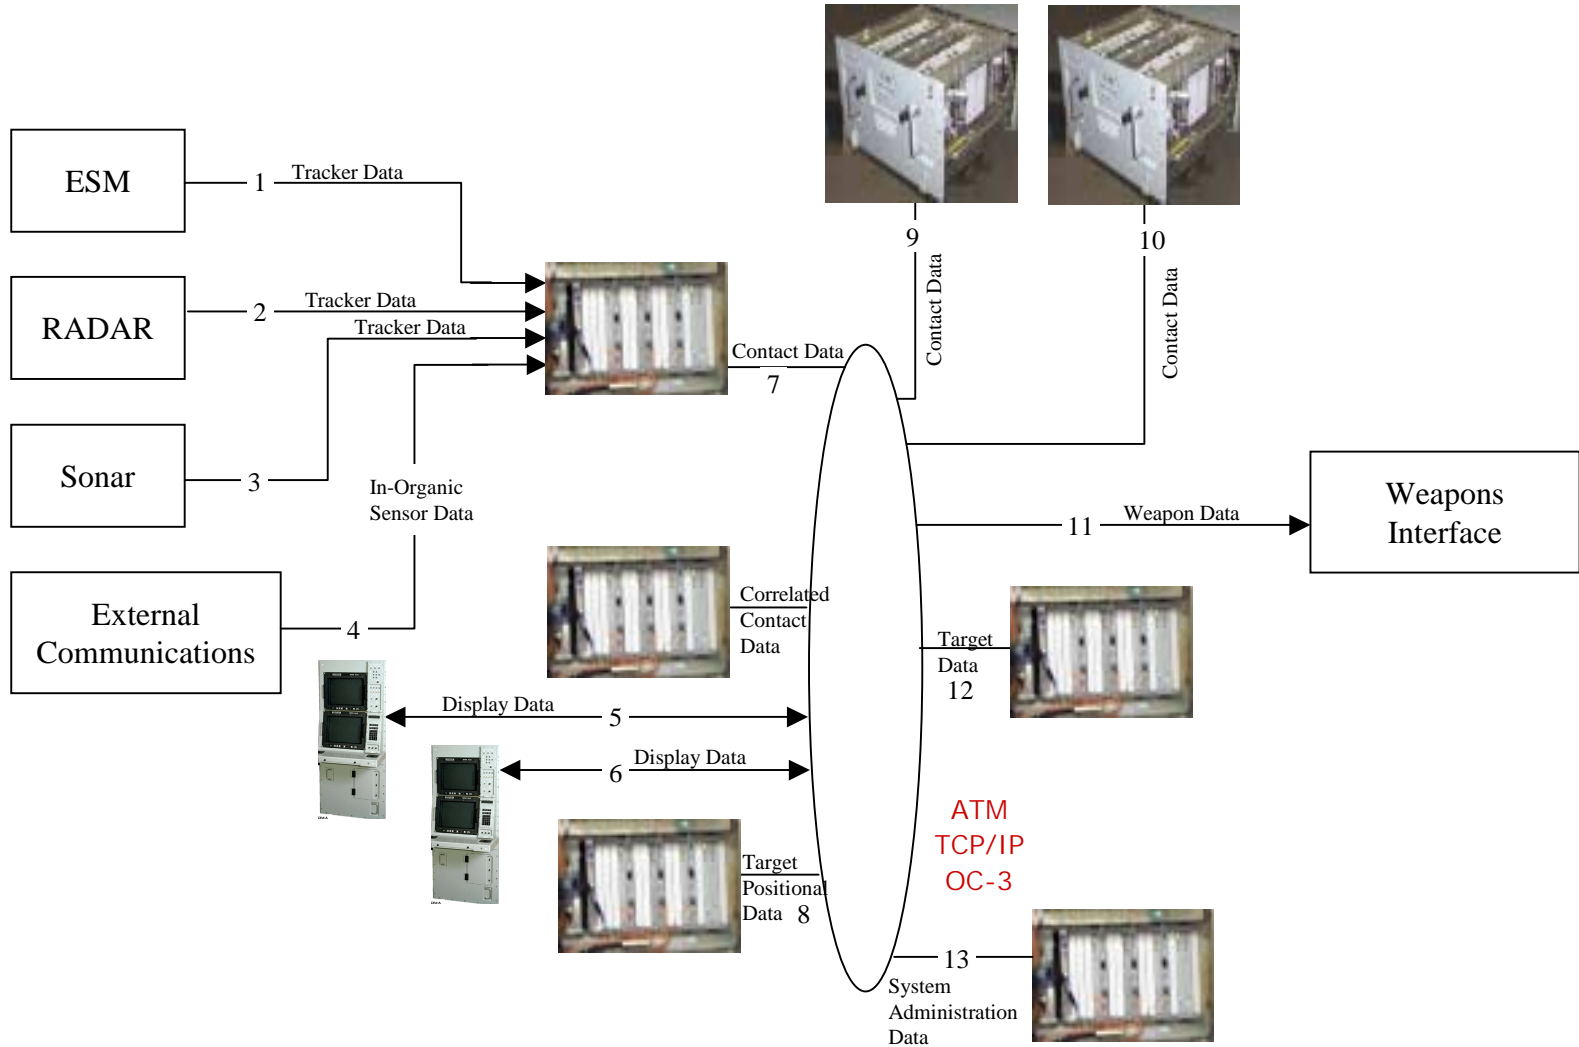 ESM
1
Tracker Data
RADAR
2
Tracker Data
Tracker Data
Sonar
3
In-Organic
Sensor Data
External
Communications
4
Contact Data
7
9
Contact Data
10
Contact Data
11
Weapon Data
Weapons
Interface
Correlated
Contact
Data
Target
Data
12
Display Data
5
6
Display Data
Target
Positional
Data
8
ATM
TCP/IP
OC-3
13
System
Administration
Data